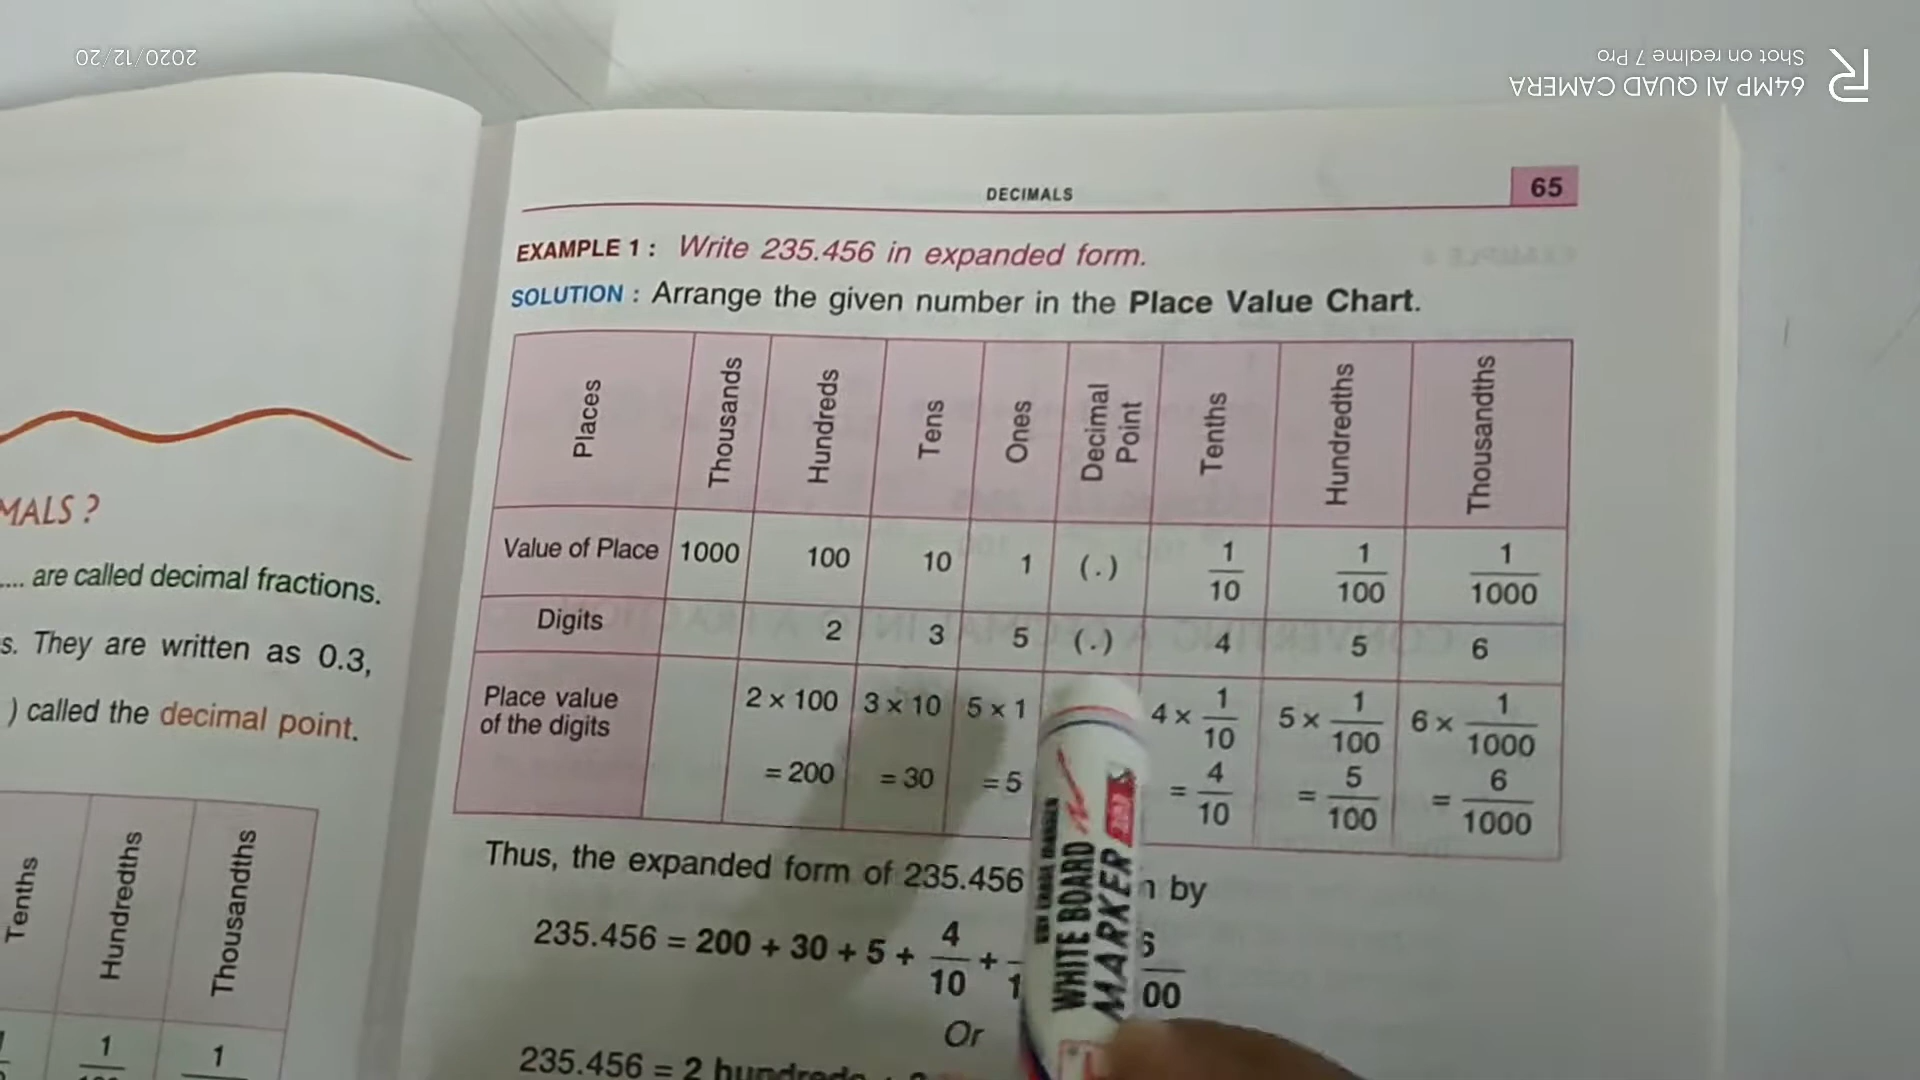 2020/12/20
Shot on realme 7 Pro
64MP AI QUAD CAMERA
MALS ?
.... are called decimal fractions.
s. They are written as 0.3,
) called the decimal point.
Tenths Hundredths Thousandths
1 1
DECIMALS 65
EXAMPLE 1 : Write 235.456 in expanded form.
SOLUTION : Arrange the given number in the Place Value Chart.
Places Thousands Hundreds Tens Ones Decimal Point Tenths Hundredths Thousandths
Value of Place 1000 100 10 1 (.) 1/10 1/100 1/1000
Digits 2 3 5 (.) 4 5 6
Place value of the digits 2 × 100 3 × 10 5 × 1 4 × 1/10 5 × 1/100 6 × 1/1000
= 200 = 30 = 5 = 4/10 = 5/100 = 6/1000
Thus, the expanded form of 235.456 n by
235.456 = 200 + 30 + 5 + 4/10 + 6/00
Or
235.456 = 2 hundreds
WHITE BOARD
MARKER